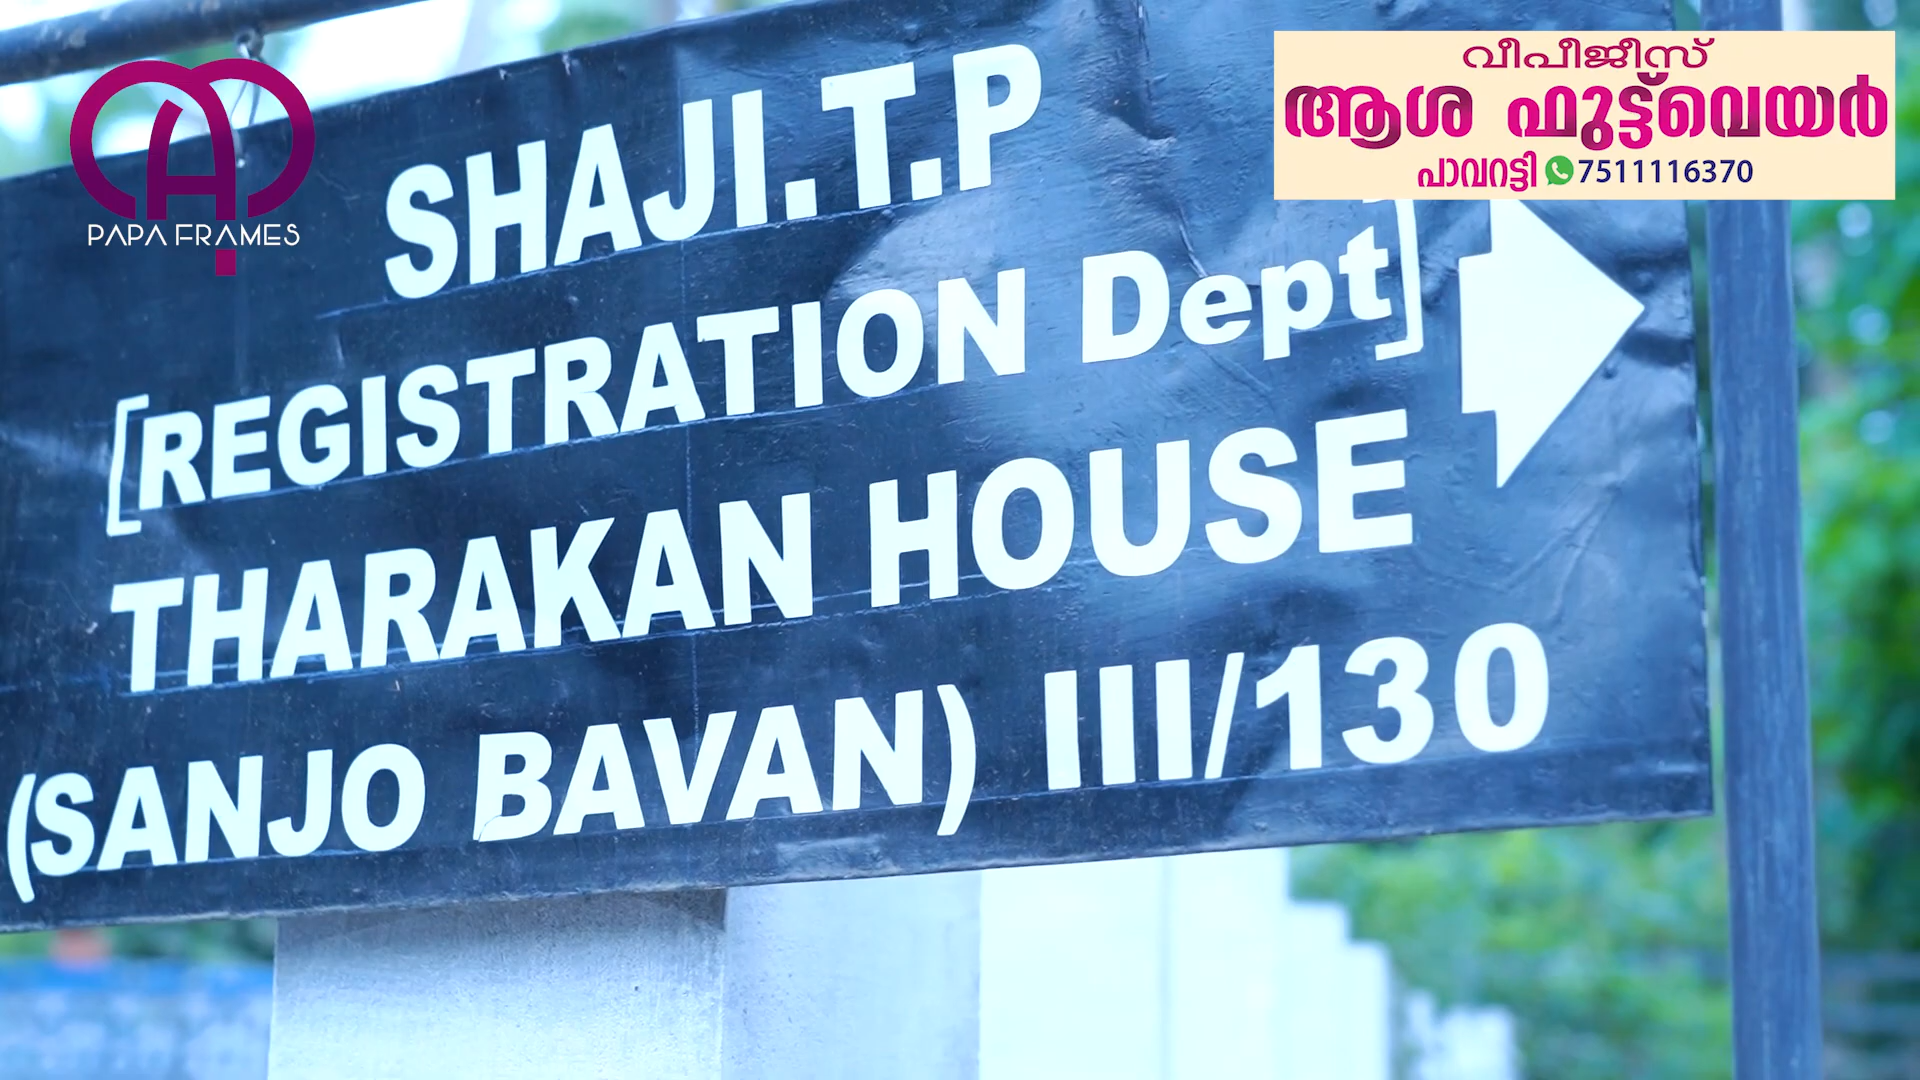 PAPA FRAMES
വീപീജീസ്
ആശ ഫുട്ട്‌വെയർ
പാവറട്ടി 7511116370
SHAJI.T.P
[REGISTRATION Dept]
THARAKAN HOUSE
(SANJO BAVAN) III/130